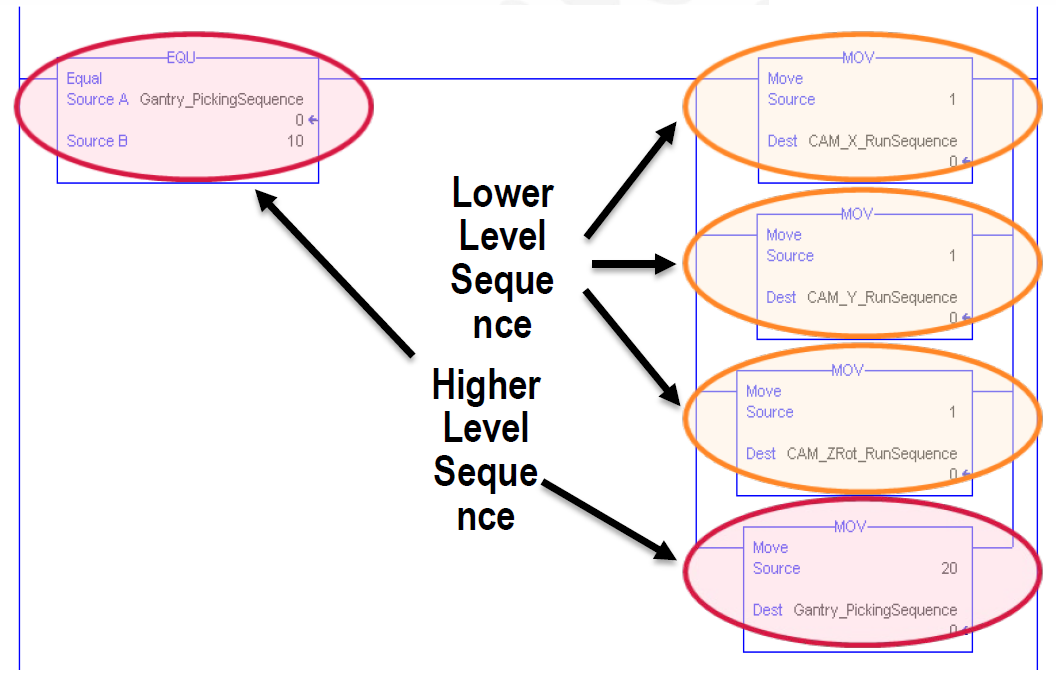 EQU
Equal
Source A Gantry_PickingSequence
0
Source B 10
MOV
Move
Source 1
Dest CAM_X_RunSequence
0
MOV
Move
Source 1
Dest CAM_Y_RunSequence
0
MOV
Move
Source 1
Dest CAM_ZRot_RunSequence
0
MOV
Move
Source 20
Dest Gantry_PickingSequence
0
Lower
Level
Seque
nce
Higher
Level
Seque
nce